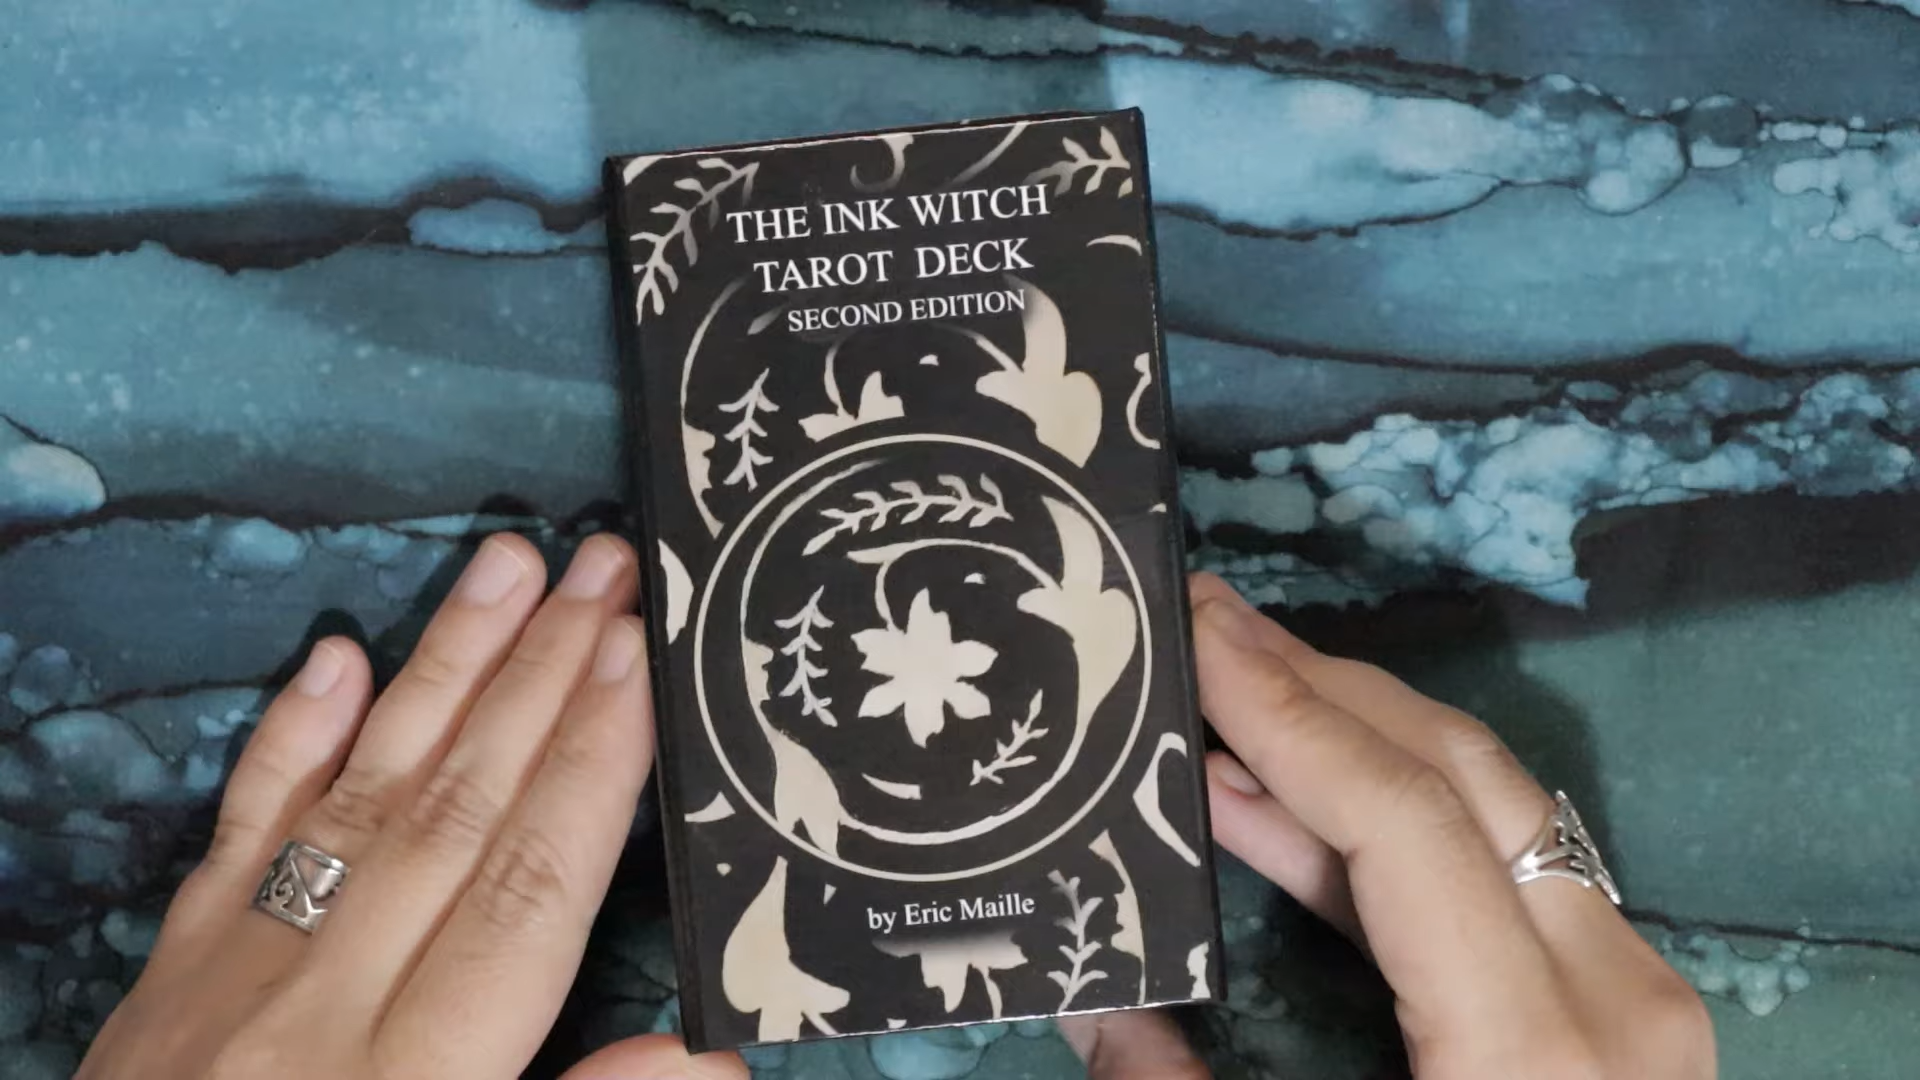 THE INK WITCH
TAROT DECK
SECOND EDITION
by Eric Maille